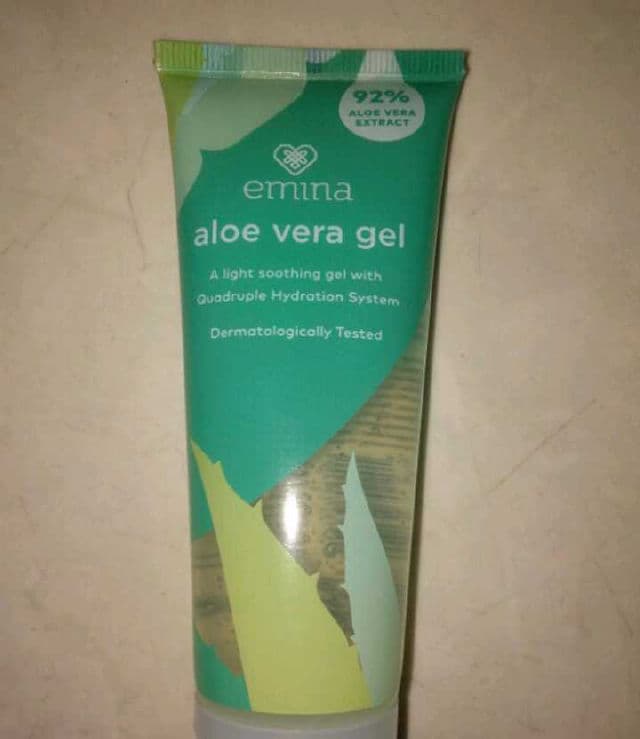 92%
ALOE VERA
EXTRACT
emina
aloe vera gel
A light soothing gel with
Quadruple Hydration System
Dermatologically Tested